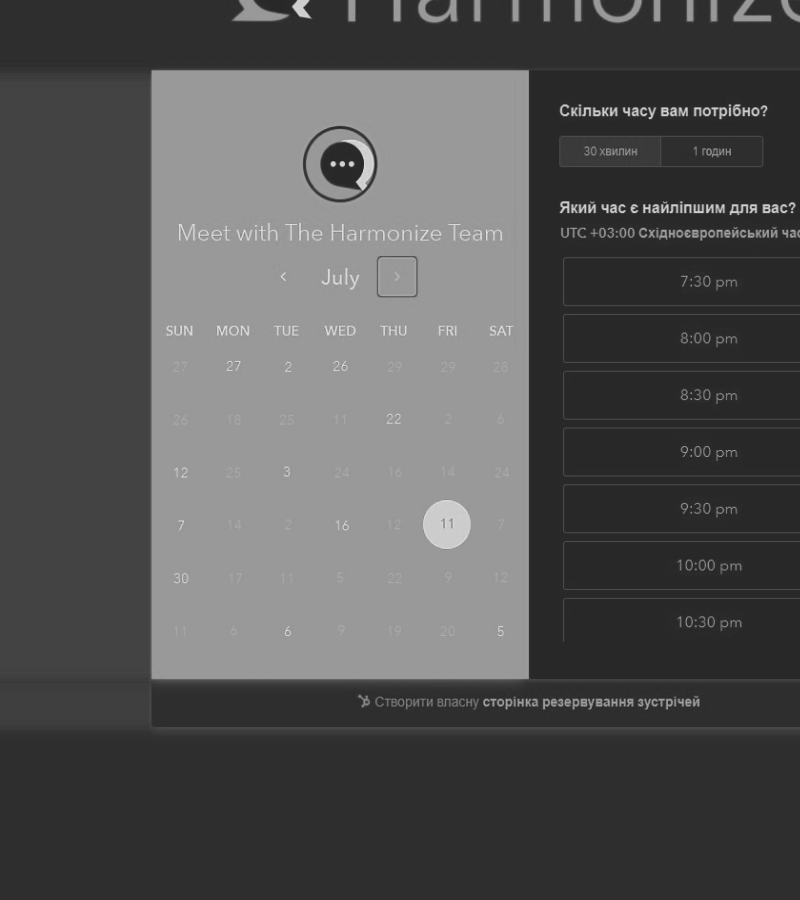 Harmonize
Meet with The Harmonize Team
July
SUN MON TUE WED THU FRI SAT
27 27 2 26 29 29 28
26 18 25 11 22 2 6
12 25 3 24 16 14 24
7 14 2 16 12 11 7
30 17 11 5 22 9 12
11 6 6 9 19 20 5
Скільки часу вам потрібно?
30 хвилин 1 годин
Який час є найліпшим для вас?
UTC +03:00 Східноєвропейський час
7:30 pm
8:00 pm
8:30 pm
9:00 pm
9:30 pm
10:00 pm
10:30 pm
Створити власну сторінка резервування зустрічей